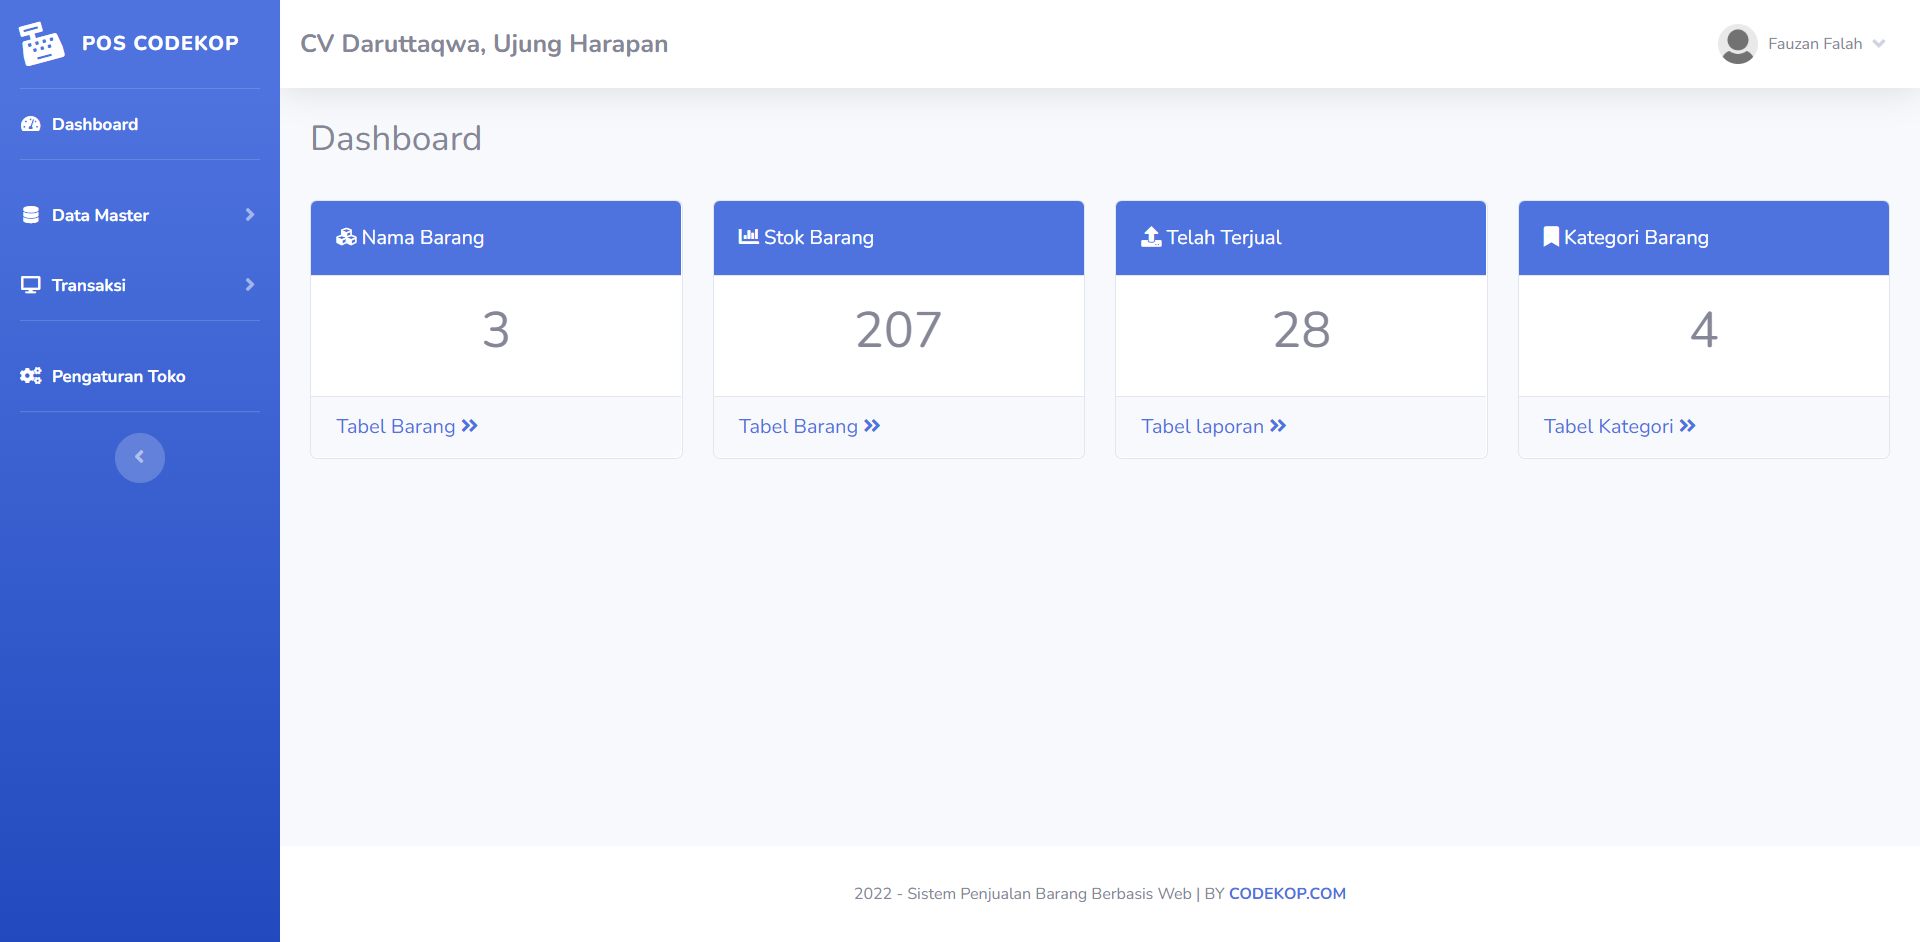 POS CODEKOP
CV Daruttaqwa, Ujung Harapan
Fauzan Falah
Dashboard
Data Master
Transaksi
Pengaturan Toko
Dashboard
Nama Barang
3
Tabel Barang
Stok Barang
207
Tabel Barang
Telah Terjual
28
Tabel laporan
Kategori Barang
4
Tabel Kategori
2022 - Sistem Penjualan Barang Berbasis Web | BY CODEKOP.COM